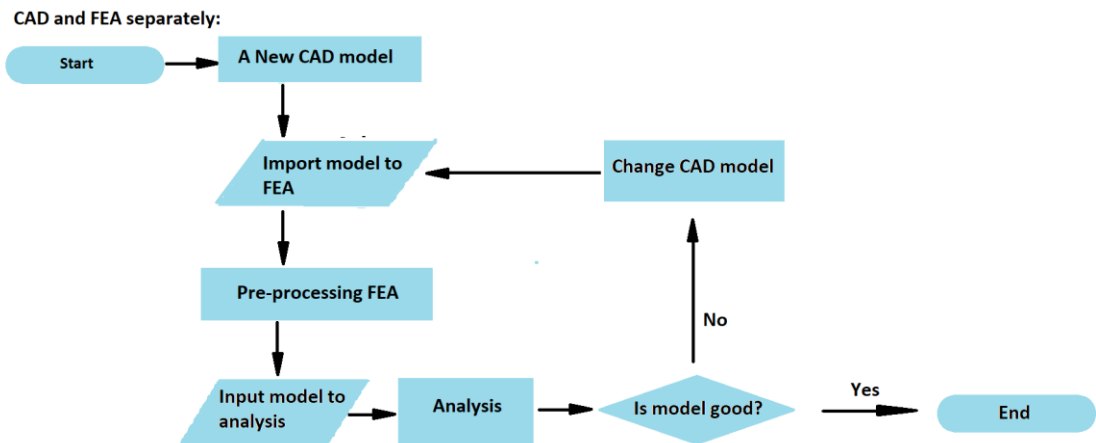 CAD and FEA separately:
Start
A New CAD model
Import model to
FEA
Change CAD model
Pre-processing FEA
No
Input model to
analysis
Analysis
Is model good?
Yes
End